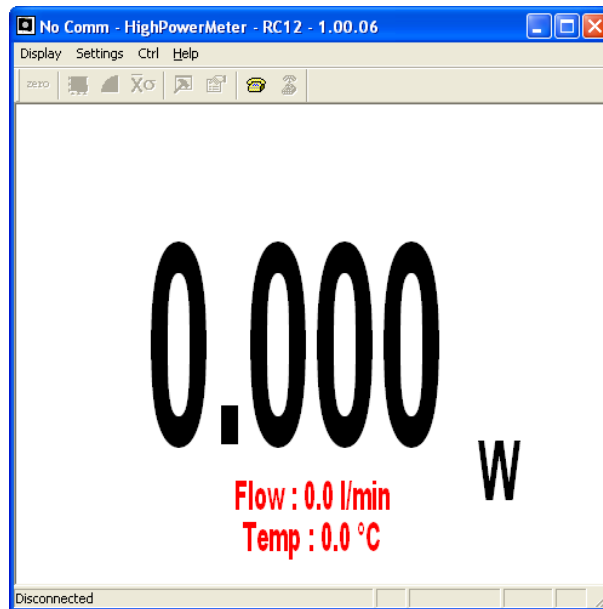 No Comm - HighPowerMeter - RC12 - 1.00.06
Display Settings Ctrl Help
zero X̄σ
0.000
W
Flow : 0.0 l/min
Temp : 0.0 °C
Disconnected